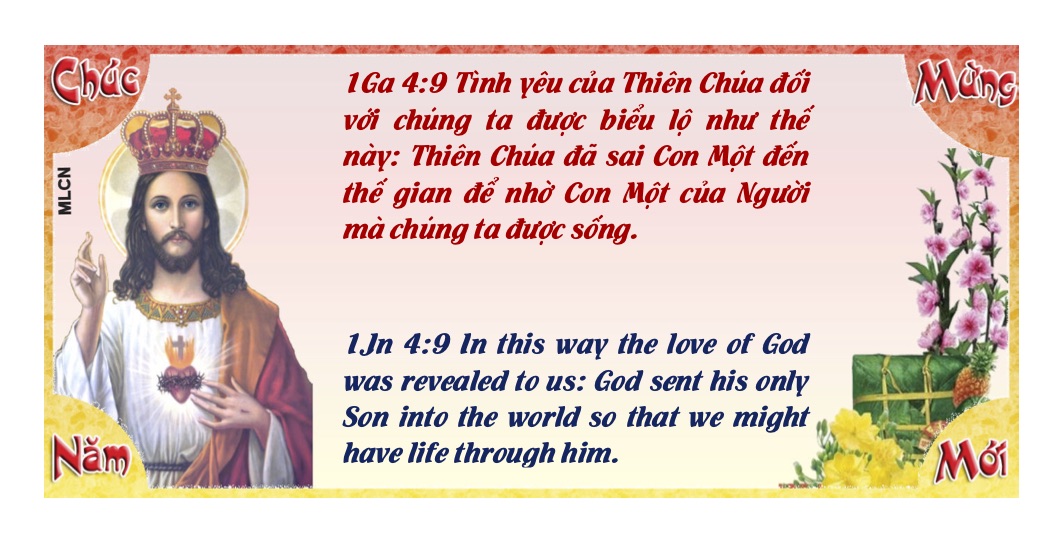 Chúc
Mừng
MLCN
1Ga 4:9 Tình yêu của Thiên Chúa đối
với chúng ta được biểu lộ như thế
này: Thiên Chúa đã sai Con Một đến
thế gian để nhờ Con Một của Người
mà chúng ta được sống.
1Jn 4:9 In this way the love of God
was revealed to us: God sent his only
Son into the world so that we might
have life through him.
Năm
Mới